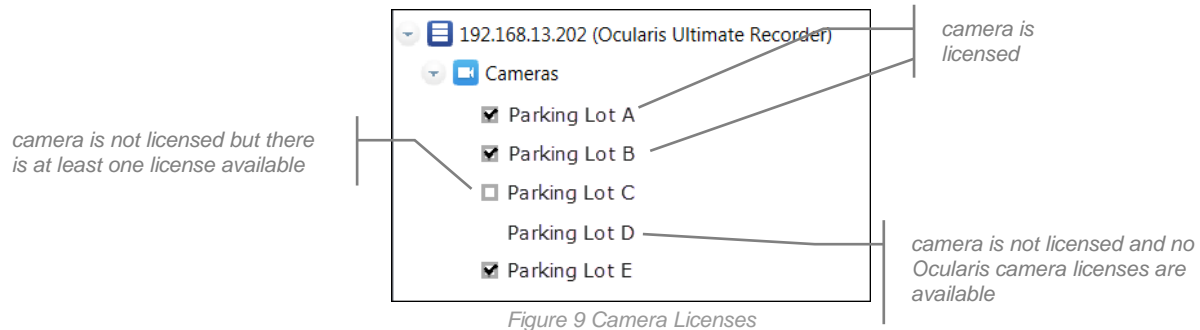 192.168.13.202 (Ocularis Ultimate Recorder)
Cameras
Parking Lot A
Parking Lot B
Parking Lot C
Parking Lot D
Parking Lot E
camera is
licensed
camera is not licensed but there
is at least one license available
camera is not licensed and no
Ocularis camera licenses are
available
Figure 9 Camera Licenses